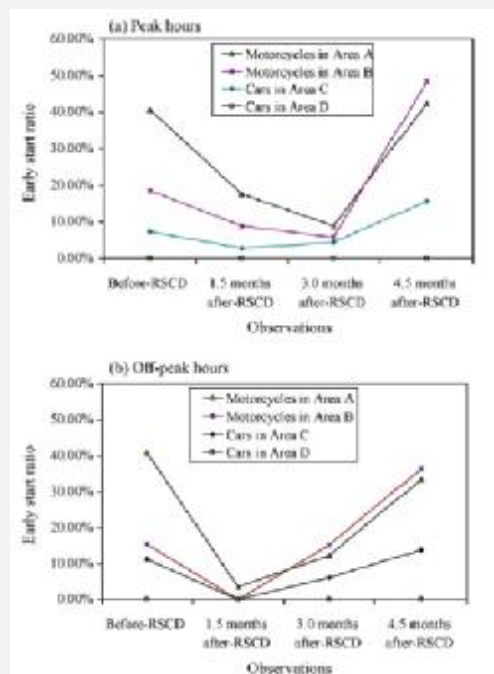 (a) Peak hours
60.00%
Motorcycles in Area A
50.00%
Motorcycles in Area B
Cars in Area C
40.00%
Cars in Area D
30.00%
20.00%
10.00%
0.00%
Early start ratio
Before-RSCD 1.5 months 3.0 months 4.5 months
after-RSCD after-RSCD after-RSCD
Observations
(b) Off-peak hours
60.00%
Motorcycles in Area A
50.00%
Motorcycles in Area B
Cars in Area C
40.00%
Cars in Area D
30.00%
20.00%
10.00%
0.00%
Early start ratio
Before-RSCD 1.5 months 3.0 months 4.5 months
after-RSCD after-RSCD after-RSCD
Observations